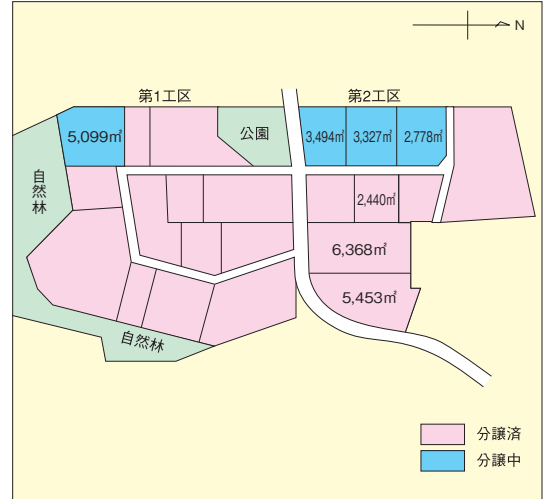 N
第1工区
第2工区
5,099㎡
公園
3,494㎡
3,327㎡
2,778㎡
自然林
2,440㎡
6,368㎡
5,453㎡
自然林
分譲済
分譲中